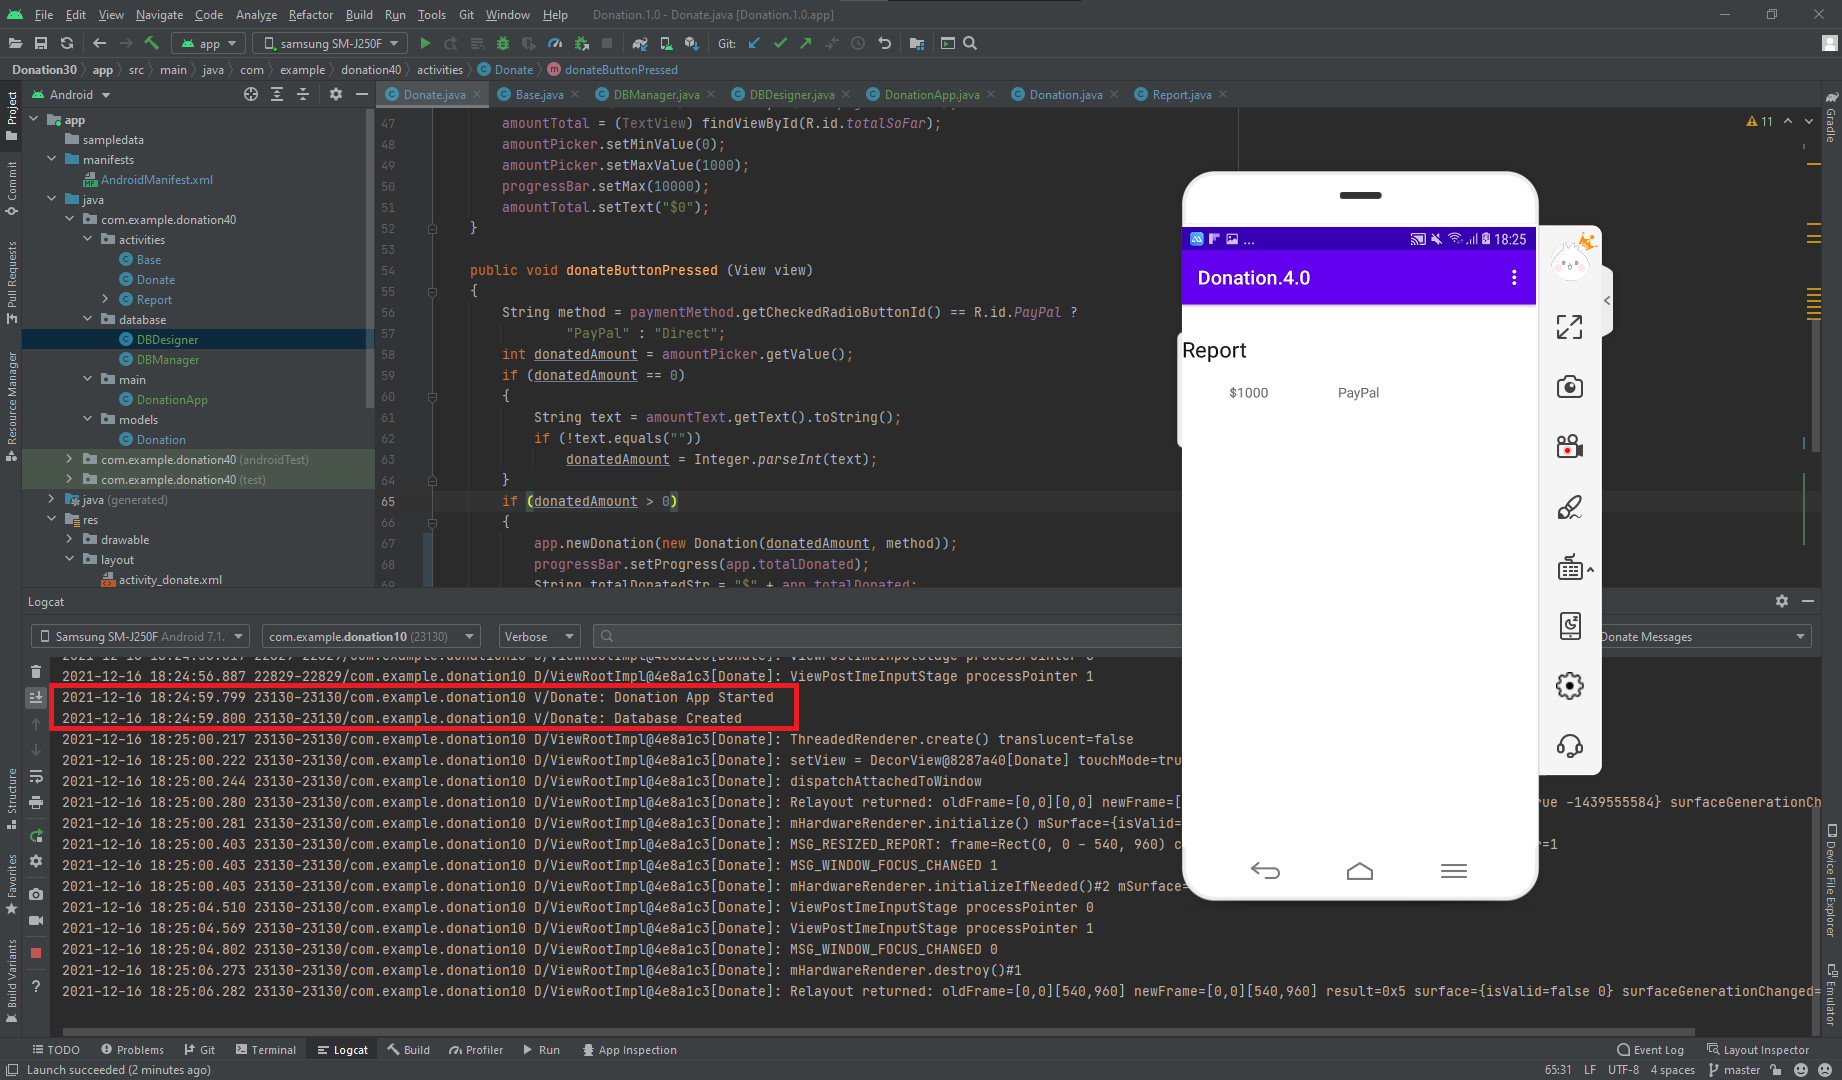 File Edit View Navigate Code Analyze Refactor Build Run Tools Git Window Help Donation.1.0 - Donate.java [Donation.1.0.app]
app samsung SM-J250F Git:
Donation30 app src main java com example donation40 activities Donate donateButtonPressed
Android
Donate.java Base.java DBManager.java DBDesigner.java DonationApp.java Donation.java Report.java
Project
Commit
Pull Requests
Resource Manager
Structure
Favorites
Build Variants
app
sampledata
manifests
AndroidManifest.xml
java
com.example.donation40
activities
Base
Donate
Report
database
DBDesigner
DBManager
main
DonationApp
models
Donation
com.example.donation40 (androidTest)
com.example.donation40 (test)
java (generated)
res
drawable
layout
activity_donate.xml
47 amountTotal = (TextView) findViewById(R.id.totalSoFar);
48 amountPicker.setMinValue(0);
49 amountPicker.setMaxValue(1000);
50 progressBar.setMax(10000);
51 amountTotal.setText("$0");
52 }
53
54 public void donateButtonPressed (View view)
55 {
56 String method = paymentMethod.getCheckedRadioButtonId() == R.id.PayPal ?
57 "PayPal" : "Direct";
58 int donatedAmount = amountPicker.getValue();
59 if (donatedAmount == 0)
60 {
61 String text = amountText.getText().toString();
62 if (!text.equals(""))
63 donatedAmount = Integer.parseInt(text);
64 }
65 if (donatedAmount > 0)
66 {
67 app.newDonation(new Donation(donatedAmount, method));
68 progressBar.setProgress(app.totalDonated);
69 String totalDonatedStr = "$" + app.totalDonated;
11
Gradle
Device File Explorer
Emulator
18:25
Donation.4.0
Report
$1000 PayPal
Logcat
Samsung SM-J250F Android 7.1. com.example.donation10 (23130) Verbose Donate Messages
2021-12-16 18:24:56.817 22829-22829/com.example.donation10 D/ViewRootImpl@4e8a1c3[Donate]: ViewPostImeInputStage processPointer 0
2021-12-16 18:24:56.887 22829-22829/com.example.donation10 D/ViewRootImpl@4e8a1c3[Donate]: ViewPostImeInputStage processPointer 1
2021-12-16 18:24:59.799 23130-23130/com.example.donation10 V/Donate: Donation App Started
2021-12-16 18:24:59.800 23130-23130/com.example.donation10 V/Donate: Database Created
2021-12-16 18:25:00.217 23130-23130/com.example.donation10 D/ViewRootImpl@4e8a1c3[Donate]: ThreadedRenderer.create() translucent=false
2021-12-16 18:25:00.222 23130-23130/com.example.donation10 D/ViewRootImpl@4e8a1c3[Donate]: setView = DecorView@8287a40[Donate] touchMode=tru
2021-12-16 18:25:00.244 23130-23130/com.example.donation10 D/ViewRootImpl@4e8a1c3[Donate]: dispatchAttachedToWindow
2021-12-16 18:25:00.280 23130-23130/com.example.donation10 D/ViewRootImpl@4e8a1c3[Donate]: Relayout returned: oldFrame=[0,0][0,0] newFrame=[ rue -1439555584} surfaceGenerationCh
2021-12-16 18:25:00.281 23130-23130/com.example.donation10 D/ViewRootImpl@4e8a1c3[Donate]: mHardwareRenderer.initialize() mSurface={isValid=
2021-12-16 18:25:00.403 23130-23130/com.example.donation10 D/ViewRootImpl@4e8a1c3[Donate]: MSG_RESIZED_REPORT: frame=Rect(0, 0 - 540, 960) c r=1
2021-12-16 18:25:00.403 23130-23130/com.example.donation10 D/ViewRootImpl@4e8a1c3[Donate]: MSG_WINDOW_FOCUS_CHANGED 1
2021-12-16 18:25:00.403 23130-23130/com.example.donation10 D/ViewRootImpl@4e8a1c3[Donate]: mHardwareRenderer.initializeIfNeeded()#2 mSurface=
2021-12-16 18:25:04.510 23130-23130/com.example.donation10 D/ViewRootImpl@4e8a1c3[Donate]: ViewPostImeInputStage processPointer 0
2021-12-16 18:25:04.569 23130-23130/com.example.donation10 D/ViewRootImpl@4e8a1c3[Donate]: ViewPostImeInputStage processPointer 1
2021-12-16 18:25:04.802 23130-23130/com.example.donation10 D/ViewRootImpl@4e8a1c3[Donate]: MSG_WINDOW_FOCUS_CHANGED 0
2021-12-16 18:25:06.273 23130-23130/com.example.donation10 D/ViewRootImpl@4e8a1c3[Donate]: mHardwareRenderer.destroy()#1
2021-12-16 18:25:06.282 23130-23130/com.example.donation10 D/ViewRootImpl@4e8a1c3[Donate]: Relayout returned: oldFrame=[0,0][540,960] newFrame=[0,0][540,960] result=0x5 surface={isValid=false 0} surfaceGenerationChanged=
TODO Problems Git Terminal Logcat Build Profiler Run App Inspection Event Log Layout Inspector
Launch succeeded (2 minutes ago) 65:31 LF UTF-8 4 spaces master